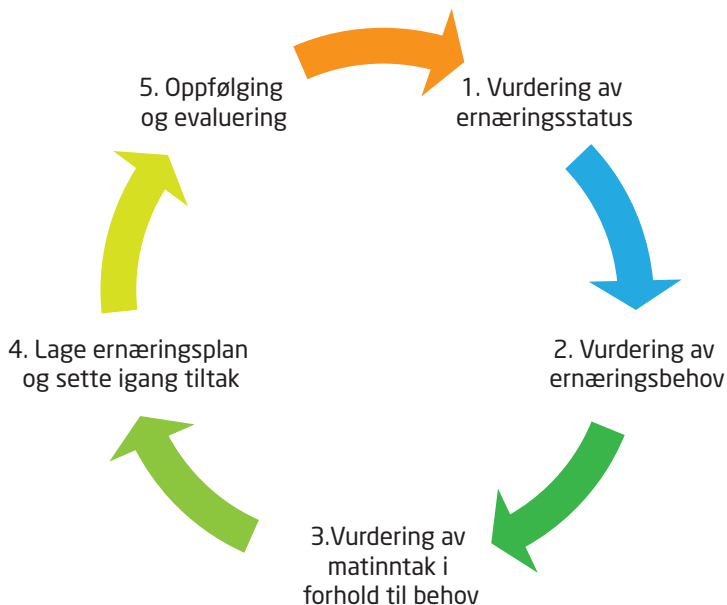 1. Vurdering av
ernæringsstatus
2. Vurdering av
ernæringsbehov
3.Vurdering av
matinntak i
forhold til behov
4. Lage ernæringsplan
og sette igang tiltak
5. Oppfølging
og evaluering